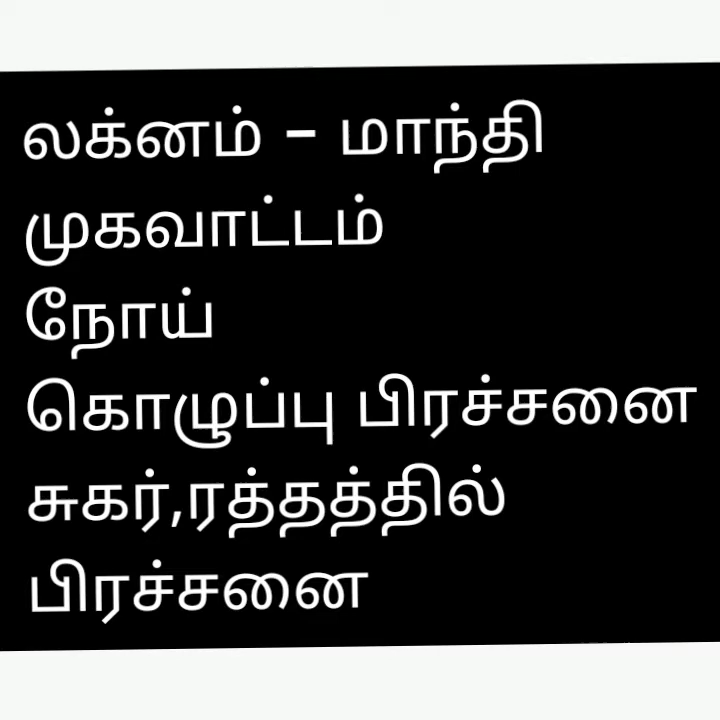 லக்னம் - மாந்தி
முகவாட்டம்
நோய்
கொழுப்பு பிரச்சனை
சுகர்,ரத்தத்தில்
பிரச்சனை